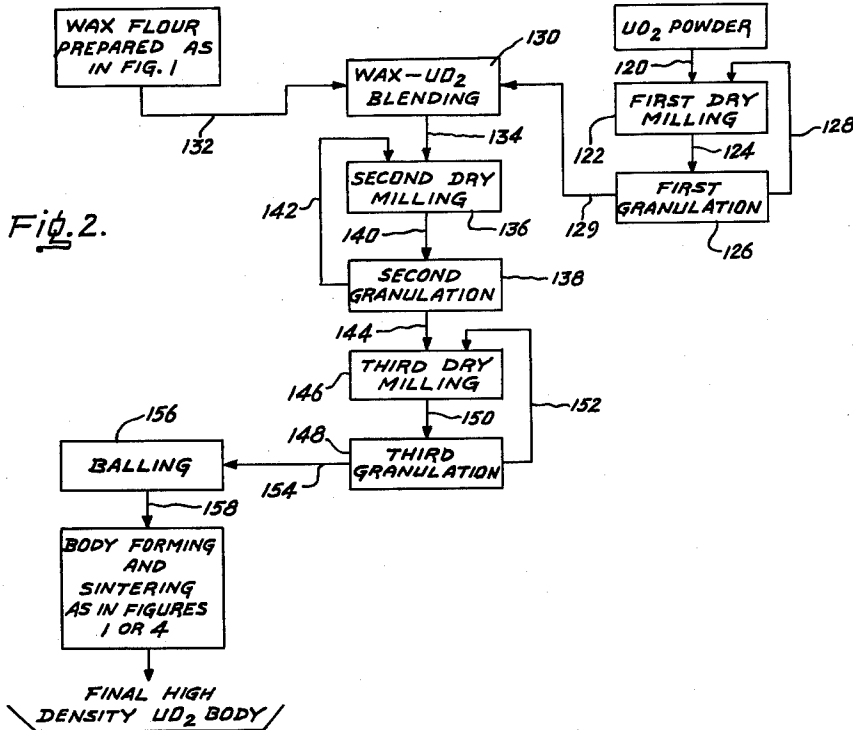 WAX FLOUR
PREPARED AS
IN FIG. 1
132
130
WAX-UO₂
BLENDING
134
UO₂ POWDER
120
FIRST DRY
MILLING
122
124
128
FIRST
GRANULATION
129
126
Fig. 2.
142
SECOND DRY
MILLING
136
140
SECOND
GRANULATION
138
144
THIRD DRY
MILLING
146
150
152
148
THIRD
GRANULATION
154
156
BALLING
158
BODY FORMING
AND
SINTERING
AS IN FIGURES
1 OR 4
FINAL HIGH
DENSITY UO₂ BODY